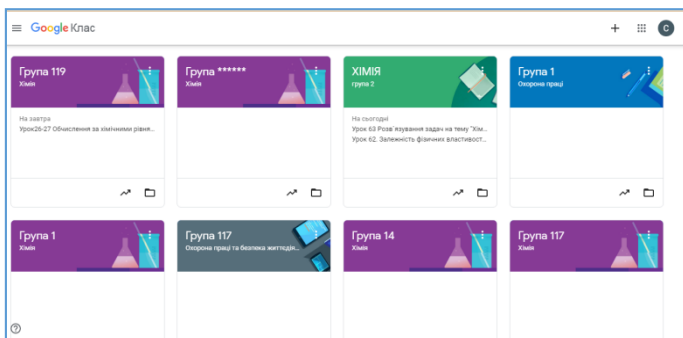 Google Клас
С
Група 119
Хімія
На завтра
Урок26-27 Обчислення за хімічними рівня...
Група ******
Хімія
ХІМІЯ
група 2
На сьогодні
Урок 63 Розв`язування задач на тему "Хім...
Урок 62. Залежність фізичних властивост...
Група 1
Охорона праці
Група 1
Хімія
Група 117
Охорона праці та безпека життєдія...
Група 14
Хімія
Група 117
Хімія